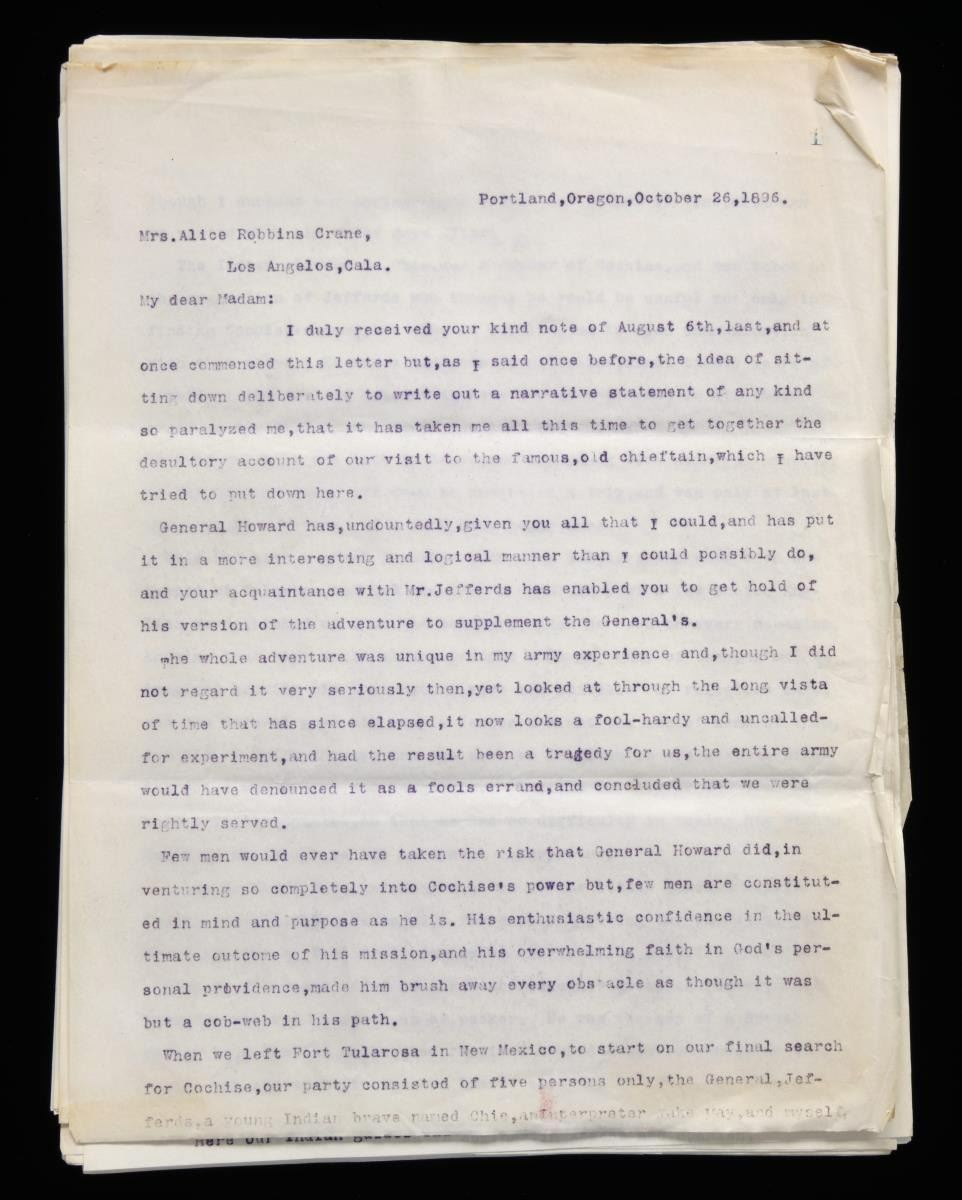 1
Portland,Oregon,October 26,1896.
Mrs.Alice Robbins Crane,
Los Angelos,Cala.
My dear Madam:
I duly received your kind note of August 6th,last,and at
once commenced this letter but,as I said once before,the idea of sit-
ting down deliberately to write out a narrative statement of any kind
so paralyzed me,that it has taken me all this time to get together the
desultory account of our visit to the famous,old chieftain,which I have
tried to put down here.
General Howard has,undountedly,given you all that I could,and has put
it in a more interesting and logical manner than I could possibly do,
and your acquaintance with Mr.Jefferds has enabled you to get hold of
his version of the adventure to supplement the General's.
The whole adventure was unique in my army experience and,though I did
not regard it very seriously then,yet looked at through the long vista
of time that has since elapsed,it now looks a fool-hardy and uncalled-
for experiment,and had the result been a tragedy for us,the entire army
would have denounced it as a fools errand,and concluded that we were
rightly served.
Few men would ever have taken the risk that General Howard did,in
venturing so completely into Cochise's power but,few men are constitut-
ed in mind and purpose as he is. His enthusiastic confidence in the ul-
timate outcome of his mission,and his overwhelming faith in God's per-
sonal providence,made him brush away every obstacle as though it was
but a cob-web in his path.
When we left Fort Tularosa in New Mexico,to start on our final search
for Cochise,our party consisted of five persons only,the General,Jef-
ferds,a young Indian brave named Chie,an Interpreter Jake May,and myself.
Here our Indian guides